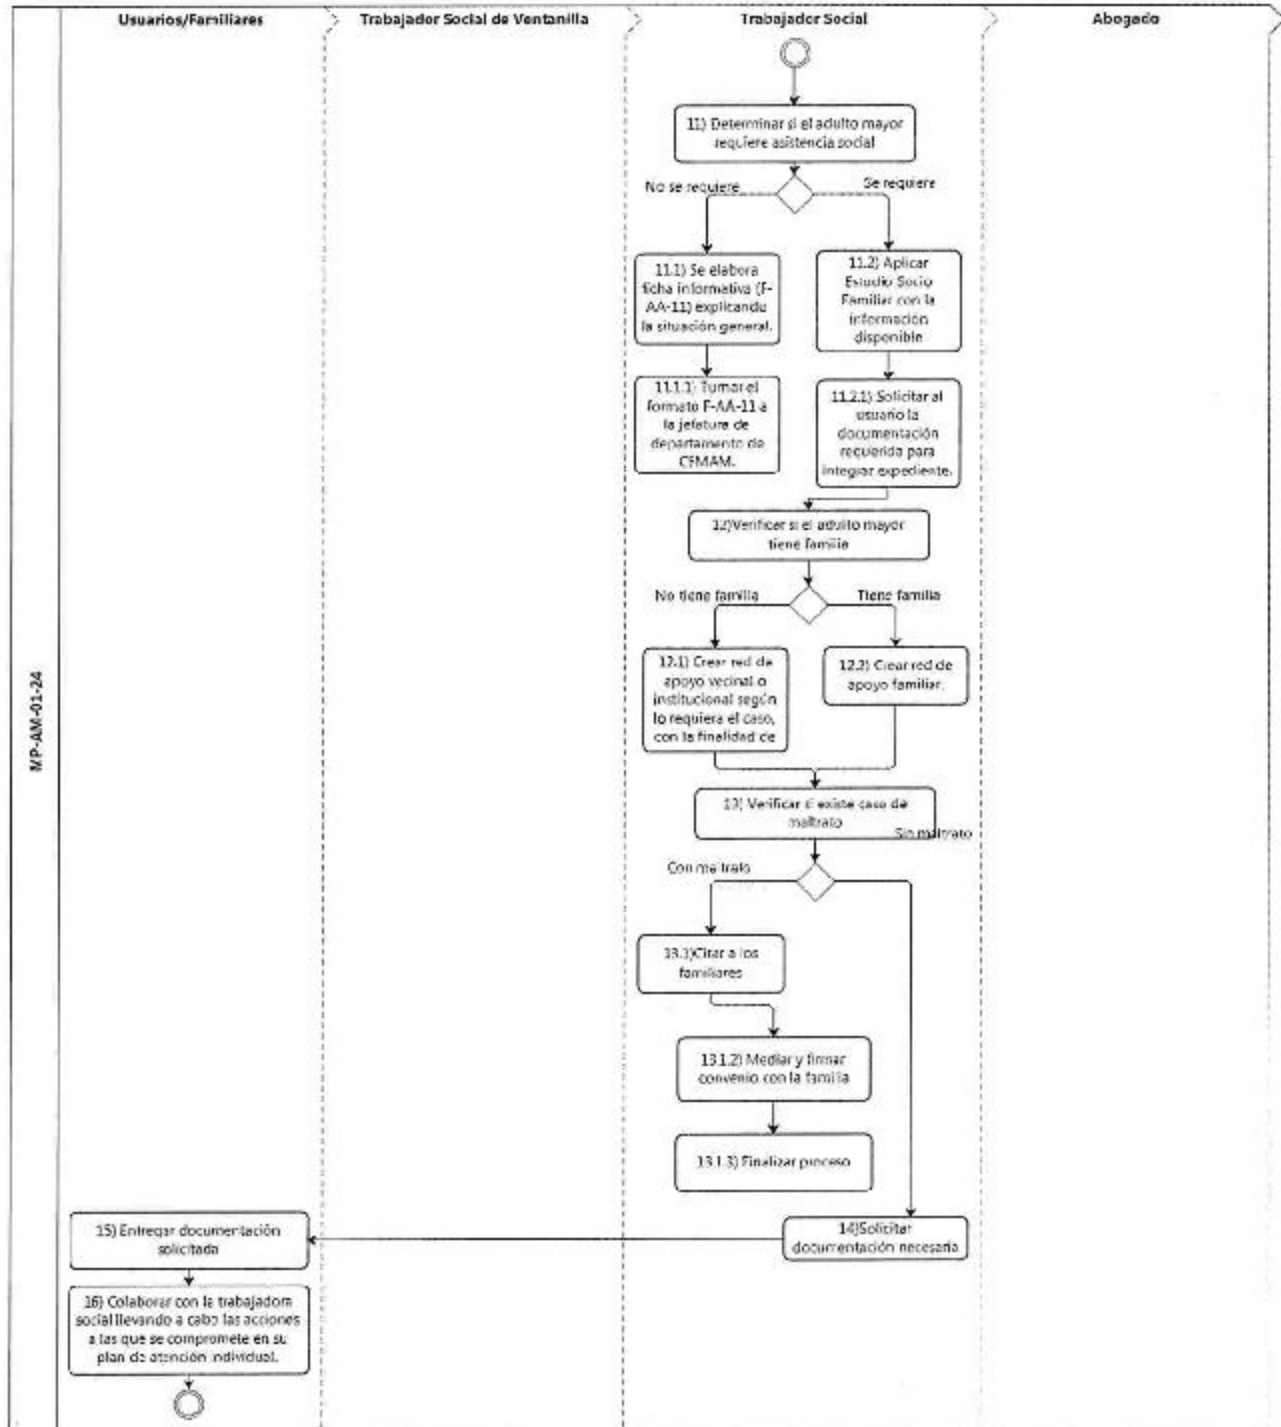 Usuarios/Familiares
Trabajador Social de Ventanilla
Trabajador Social
Abogado
MP-AM-01-24
11) Determinar si el adulto mayor
requiere asistencia social
No se requiere
Se requiere
11.1) Se elabora
ficha informativa (F-
AA-11) explicando
la situación general.
11.2) Aplicar
Estudio Socio
Familiar con la
información
disponible
11.1.1) Turnar el
formato F-AA-11 a
la jefatura de
departamento de
CEMAM.
11.2.1) Solicitar al
usuario la
documentación
requerida para
integrar expediente.
12)Verificar si el adulto mayor
tiene familia
No tiene familia
Tiene familia
12.1) Crear red de
apoyo vecinal o
institucional según
lo requiera el caso,
con la finalidad de
12.2) Crear red de
apoyo familiar.
13) Verificar si existe caso de
maltrato
Sin maltrato
Con maltrato
13.1)Citar a los
familiares
13.1.2) Mediar y firmar
convenio con la familia
13.1.3) Finalizar proceso
14)Solicitar
documentación necesaria
15) Entregar documentación
solicitada
16) Colaborar con la trabajadora
social llevando a cabo las acciones
a las que se compromete en su
plan de atención individual.